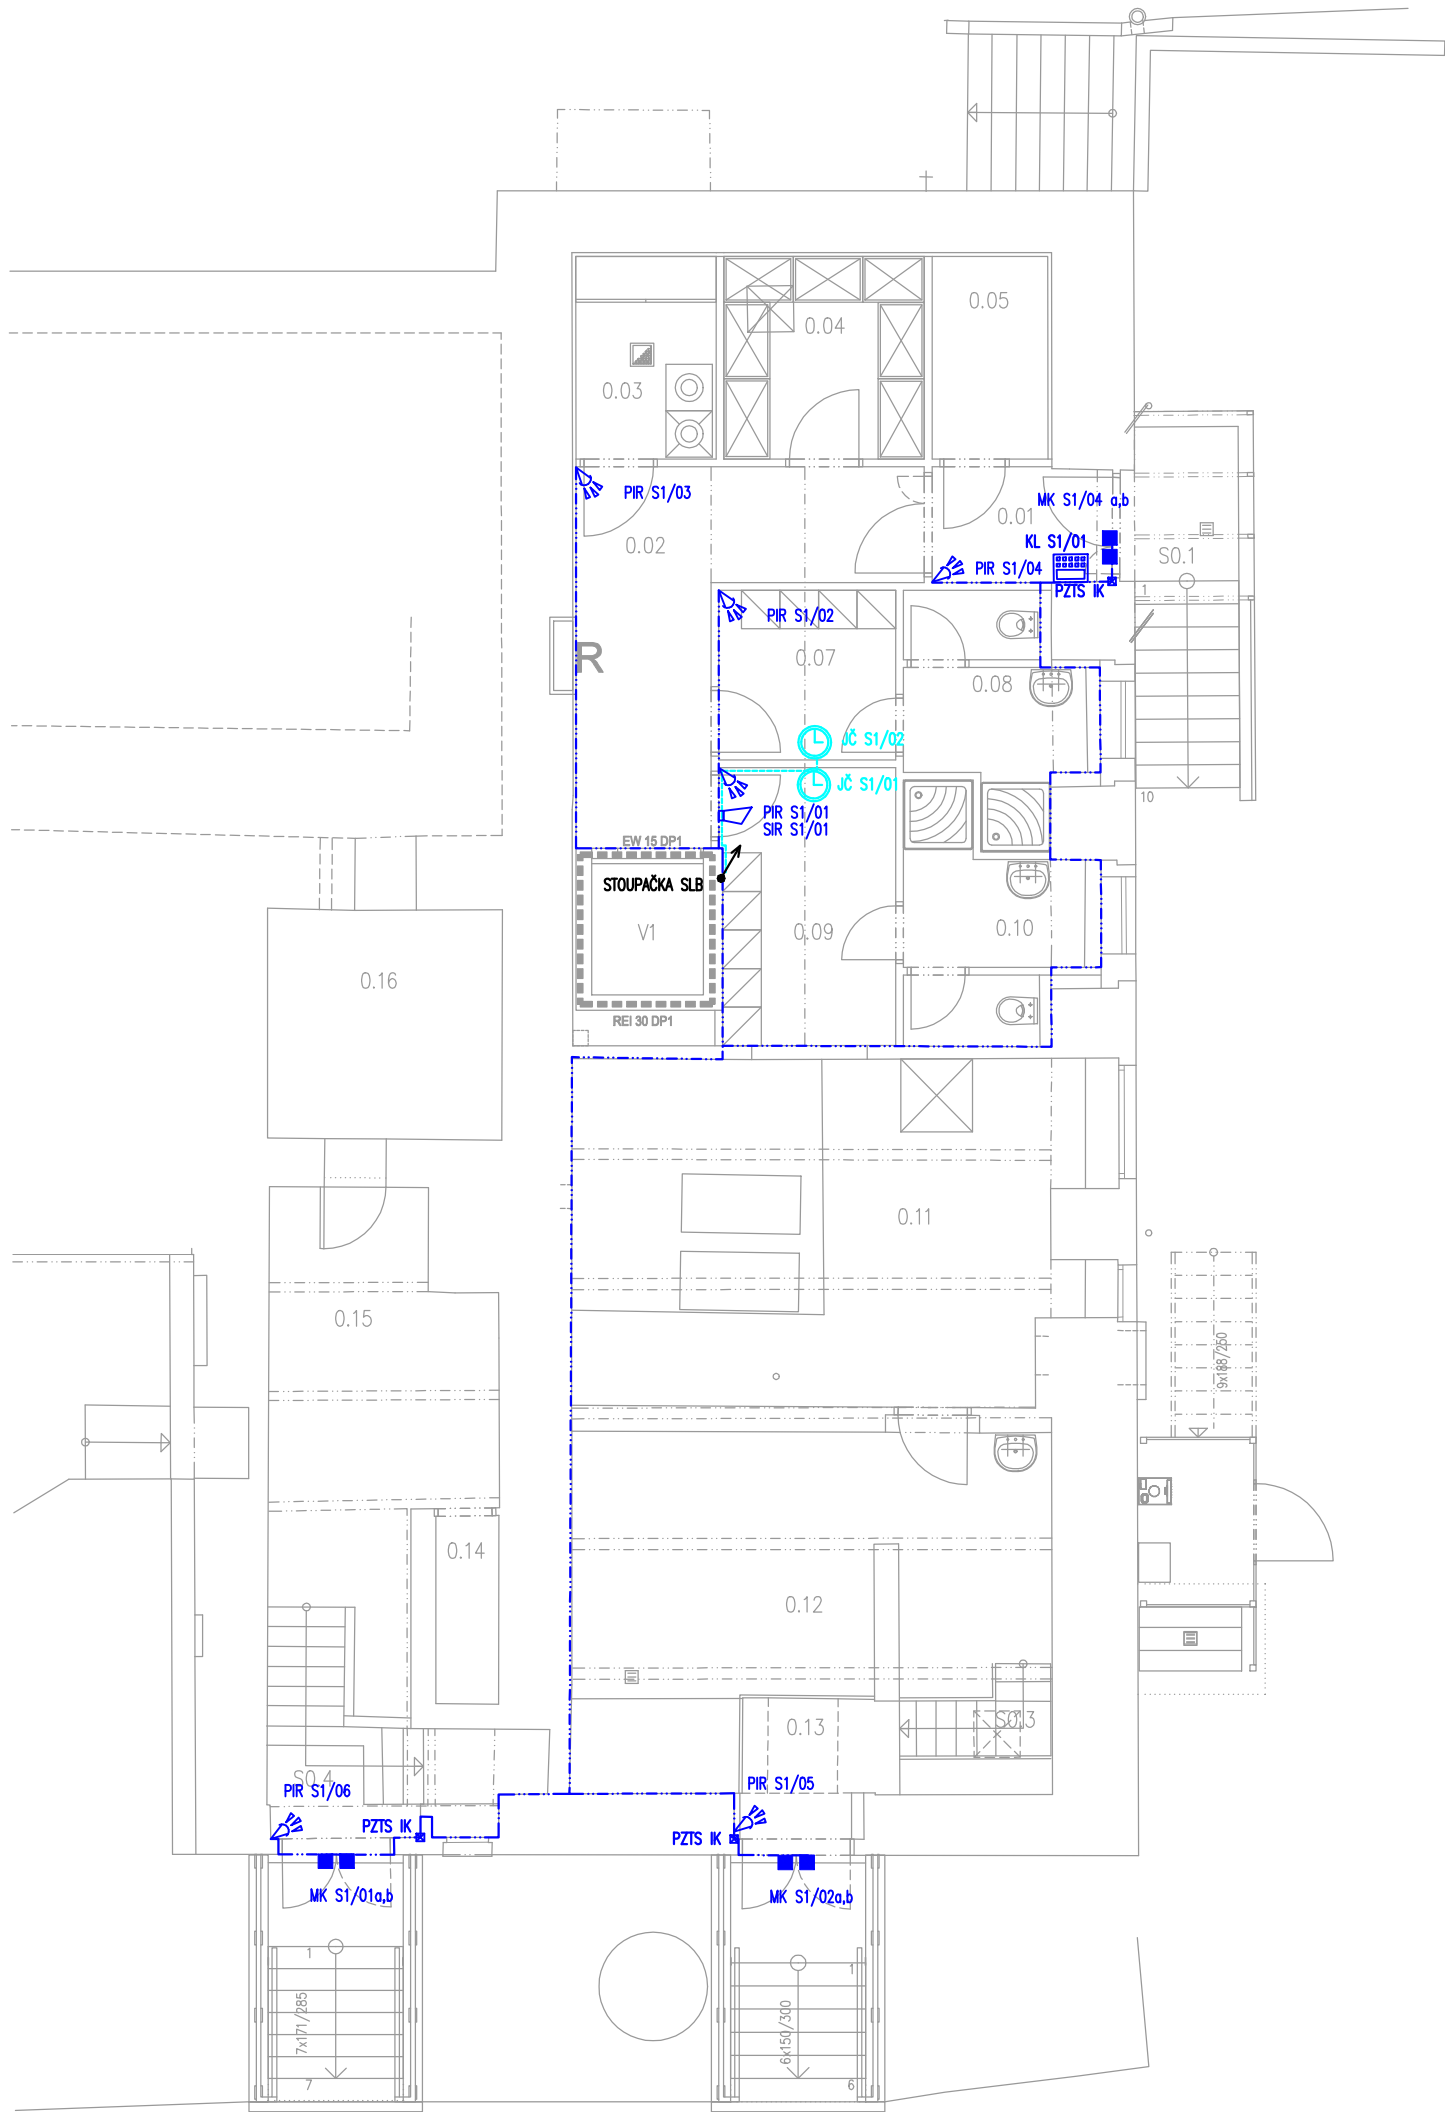 0.05
0.04
0.03
PIR S1/03
MK S1/04 a,b
0.01
0.02
KL S1/01
S0.1
PIR S1/04
PZTS IK
1
PIR S1/02
R
0.07
0.08
JČ S1/02
JČ S1/01
10
PIR S1/01
SIR S1/01
EW 15 DP1
STOUPAČKA SLB
V1
0.09
0.10
0.16
REI 30 DP1
0.11
0.15
9x188/260
0.14
0.12
0.13
S0.3
S0.4
PIR S1/06
PIR S1/05
PZTS IK
PZTS IK
MK S1/01a,b
MK S1/02a,b
1
1
7x171/285
6x150/300
7
6